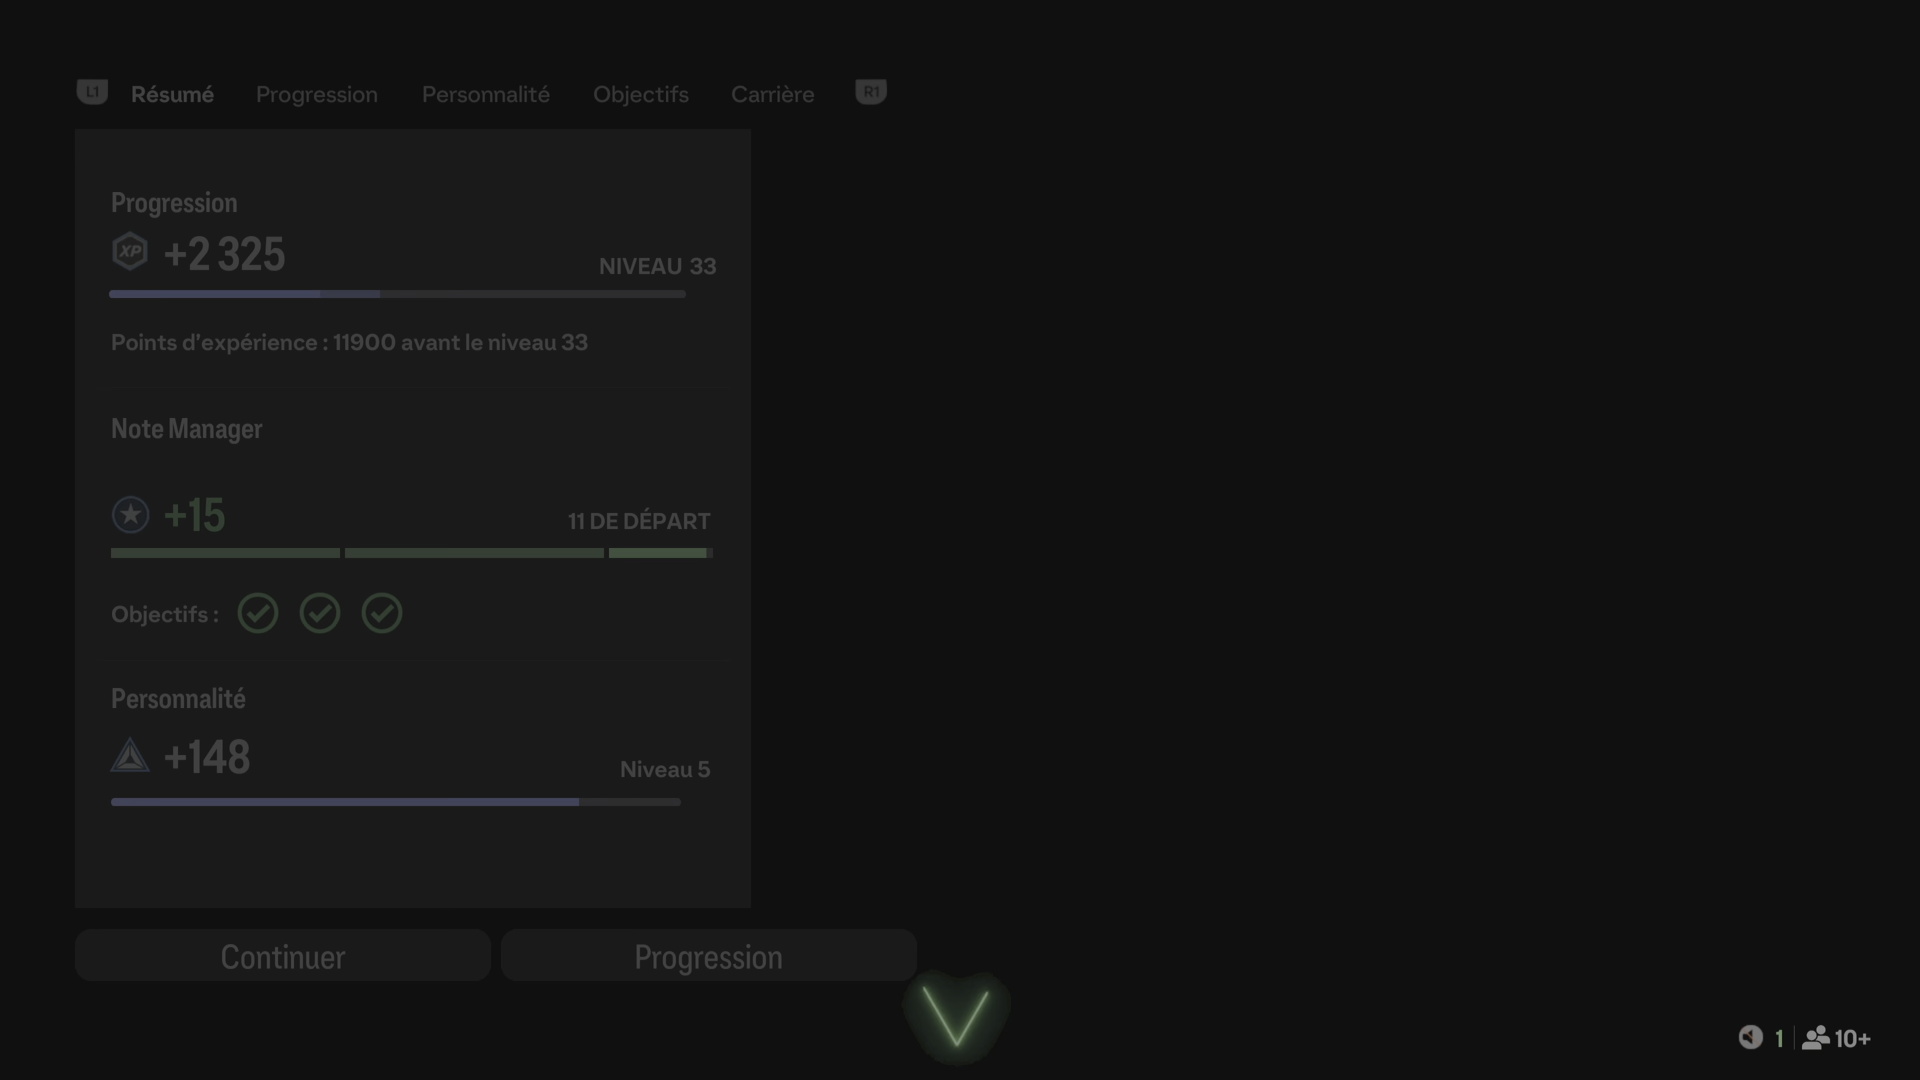 L1 Résumé Progression Personnalité Objectifs Carrière R1
Progression
XP +2 325 NIVEAU 33
Points d'expérience : 11900 avant le niveau 33
Note Manager
+15 11 DE DÉPART
Objectifs :
Personnalité
+148 Niveau 5
Continuer Progression
1 10+